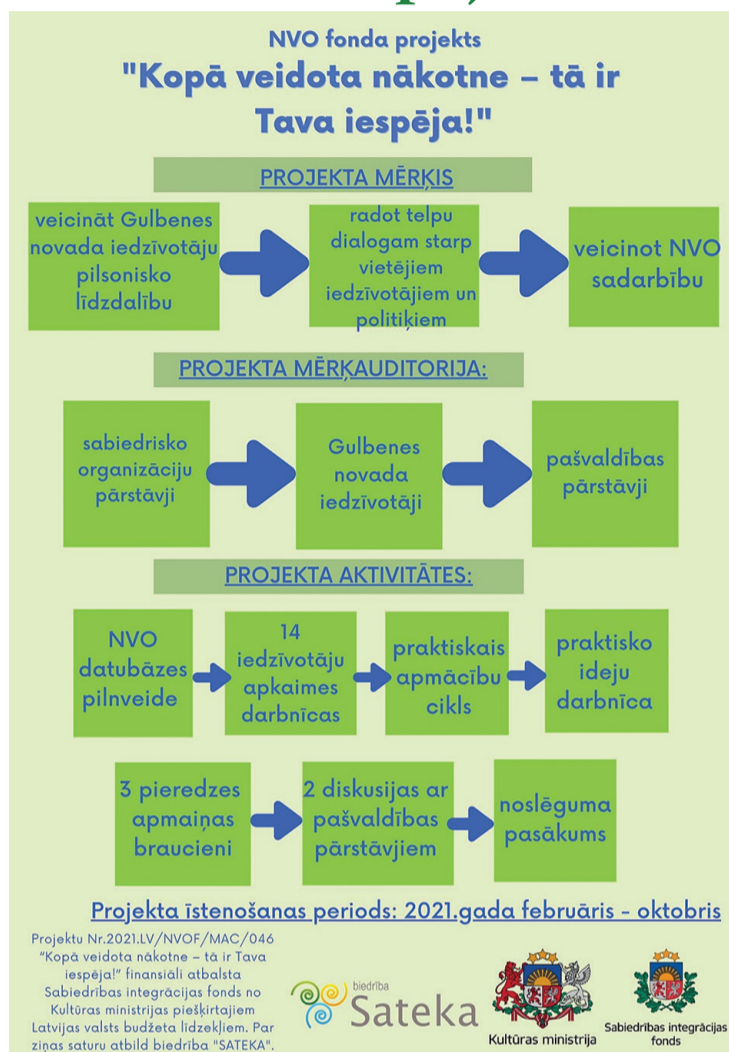 NVO fonda projekts
"Kopā veidota nākotne – tā ir
Tava iespēja!"
PROJEKTA MĒRĶIS
veicināt Gulbenes
novada iedzīvotāju
pilsonisko
līdzdalību
radot telpu
dialogam starp
vietējiem
iedzīvotājiem un
politiķiem
veicinot NVO
sadarbību
PROJEKTA MĒRĶAUDITORIJA:
sabiedrisko
organizāciju
pārstāvji
Gulbenes
novada
iedzīvotāji
pašvaldības
pārstāvji
PROJEKTA AKTIVITĀTES:
NVO
datubāzes
pilnveide
14
iedzīvotāju
apkaimes
darbnīcas
praktiskais
apmācību
cikls
praktisko
ideju
darbnīca
3 pieredzes
apmaiņas
braucieni
2 diskusijas ar
pašvaldības
pārstāvjiem
noslēguma
pasākums
Projekta īstenošanas periods: 2021.gada februāris - oktobris
Projektu Nr.2021.LV/NVOF/MAC/046
"Kopā veidota nākotne – tā ir Tava
iespēja!" finansiāli atbalsta
Sabiedrības integrācijas fonds no
Kultūras ministrijas piešķirtajiem
Latvijas valsts budžeta līdzekļiem. Par
ziņas saturu atbild biedrība "SATEKA".
biedrība
Sateka
Kultūras ministrija
Sabiedrības integrācijas
fonds